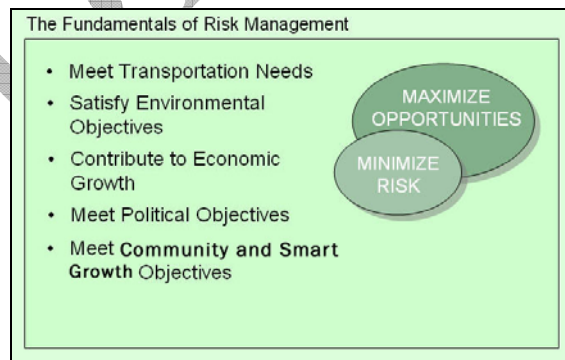 The Fundamentals of Risk Management
• Meet Transportation Needs
• Satisfy Environmental
Objectives
• Contribute to Economic
Growth
• Meet Political Objectives
• Meet Community and Smart
Growth Objectives
MAXIMIZE
OPPORTUNITIES
MINIMIZE
RISK